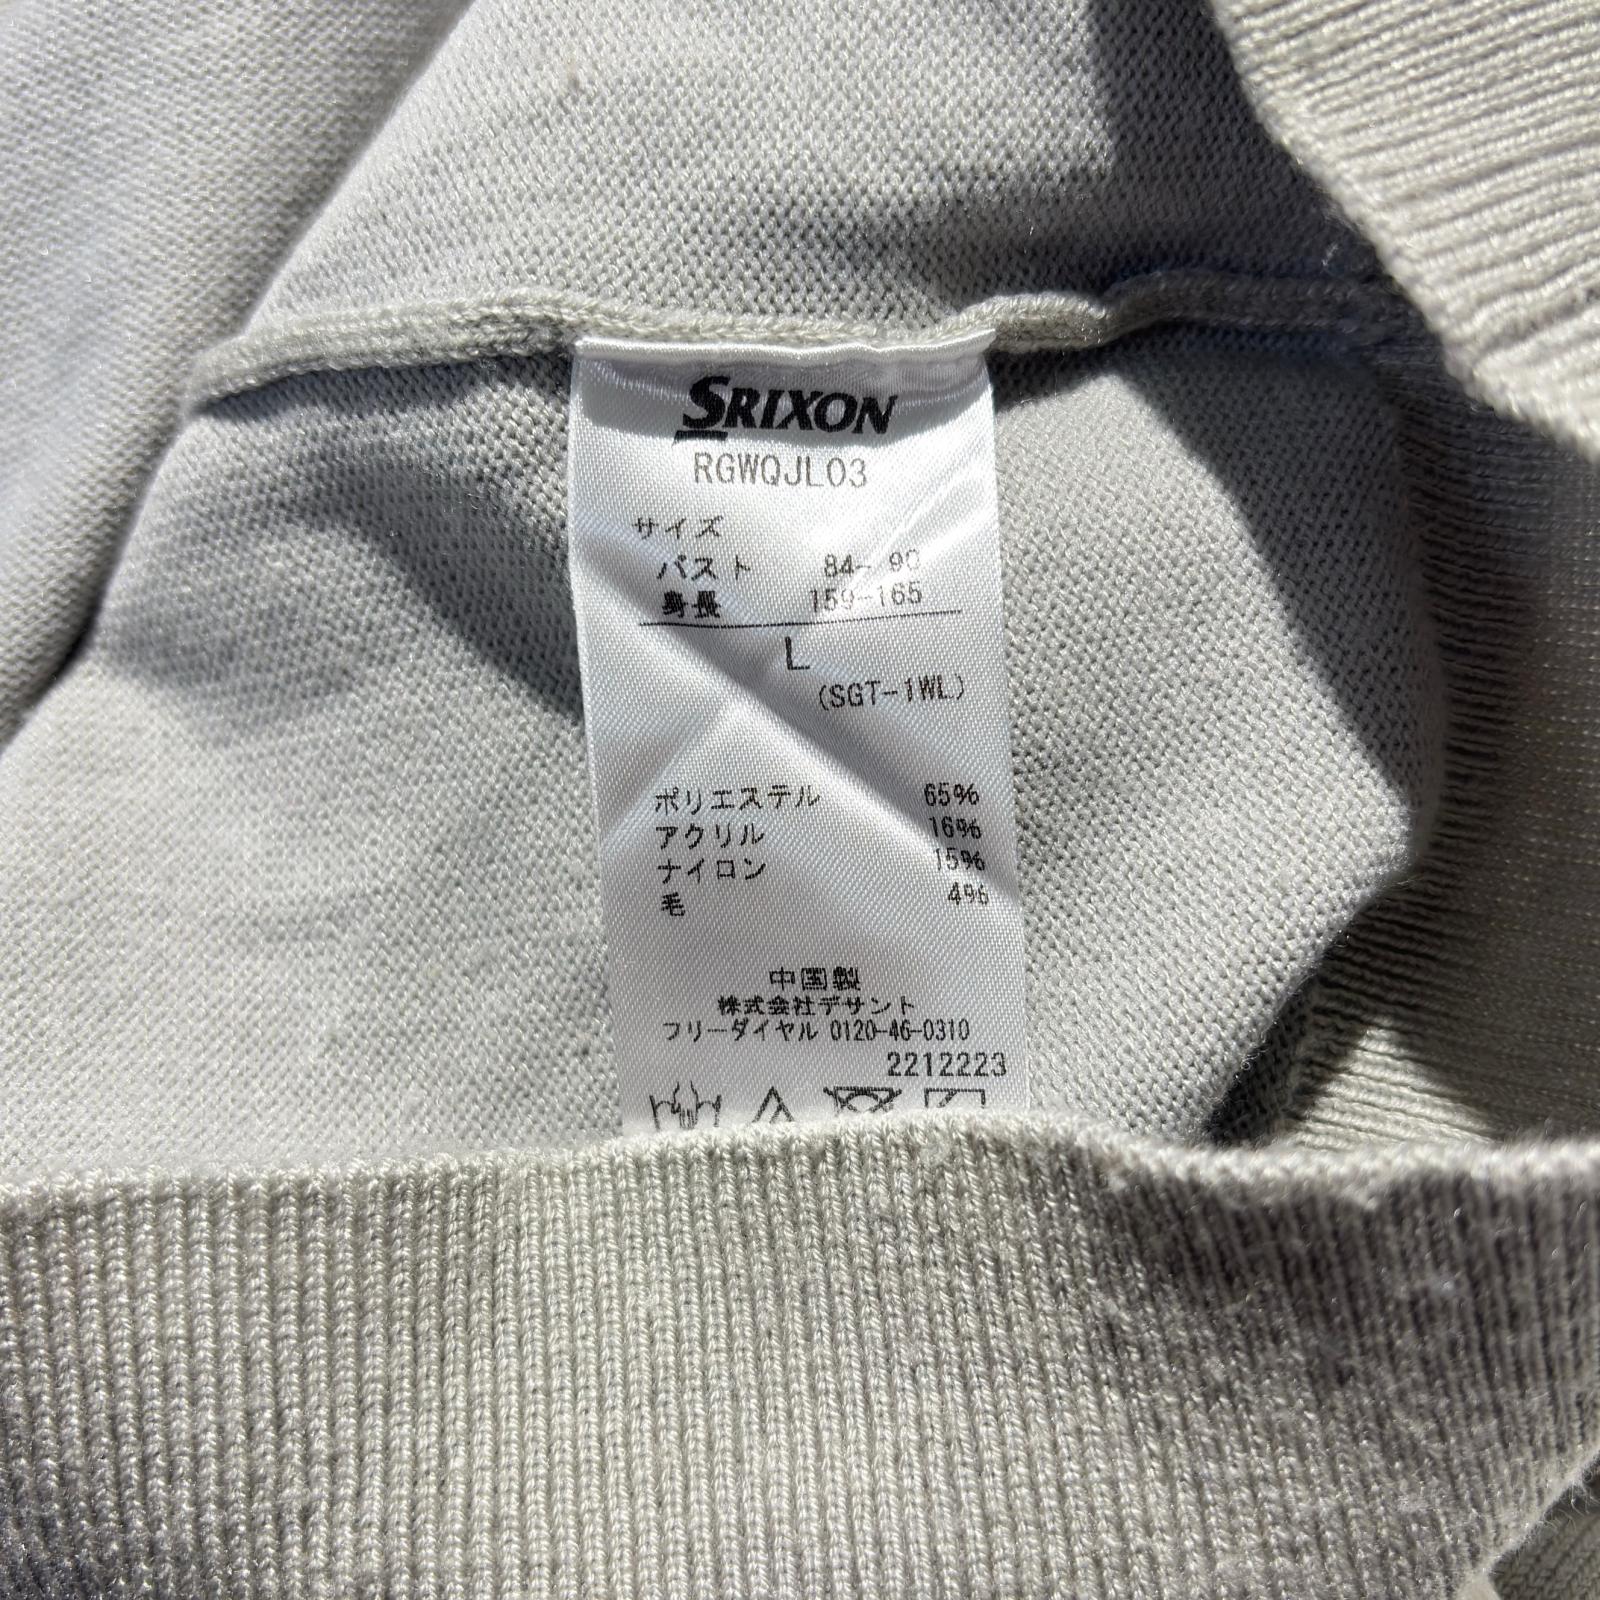 SRIXON
RGWQJL03
サイズ
バスト 84- 90
身長 159-165
L
(SGT-1WL)
ポリエステル 65%
アクリル 16%
ナイロン 15%
毛 4%
中国製
株式会社デサント
フリーダイヤル 0120-46-0310
2212223